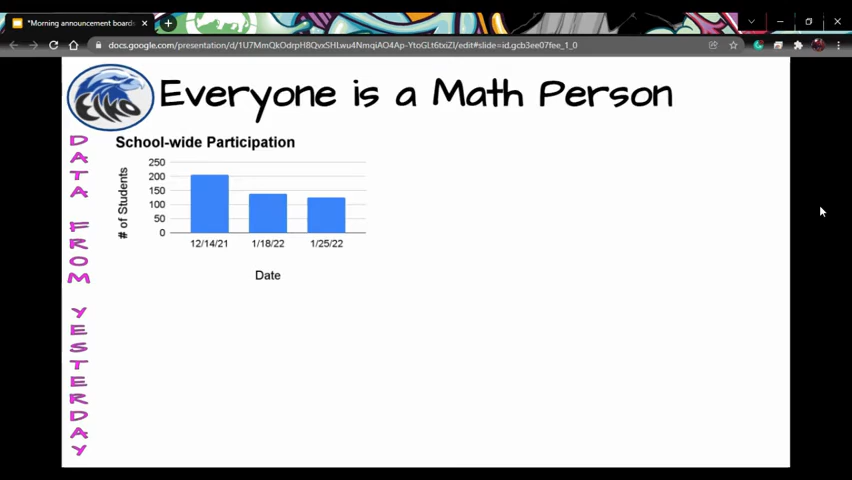 *Morning announcement board
docs.google.com/presentation/d/1U7MmQkOdrpH8QvxSHLwu4NmqiAO4Ap-YtoGLt6txiZI/edit#slide=id.gcb3ee07fee_1_0
Everyone is a Math Person
DATA FROM YESTERDAY
School-wide Participation
# of Students
250
200
150
100
50
0
12/14/21 1/18/22 1/25/22
Date